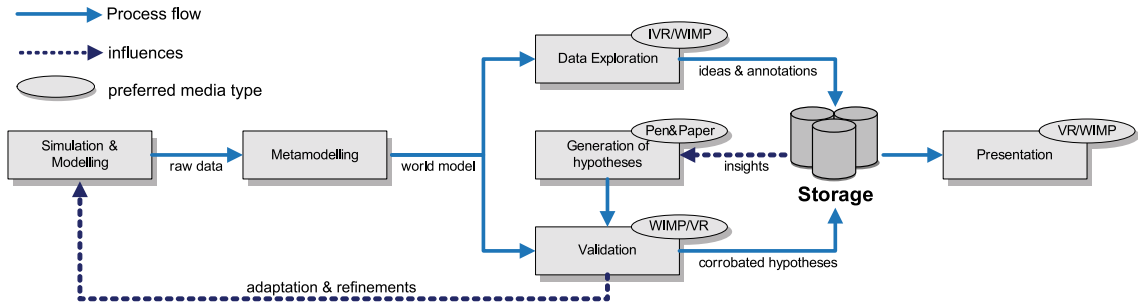 Process flow
influences
preferred media type
Simulation &
Modelling
raw data
Metamodelling
world model
IVR/WIMP
Data Exploration
ideas & annotations
Pen&Paper
Generation of
hypotheses
insights
Storage
VR/WIMP
Presentation
WIMP/VR
Validation
corrobated hypotheses
adaptation & refinements